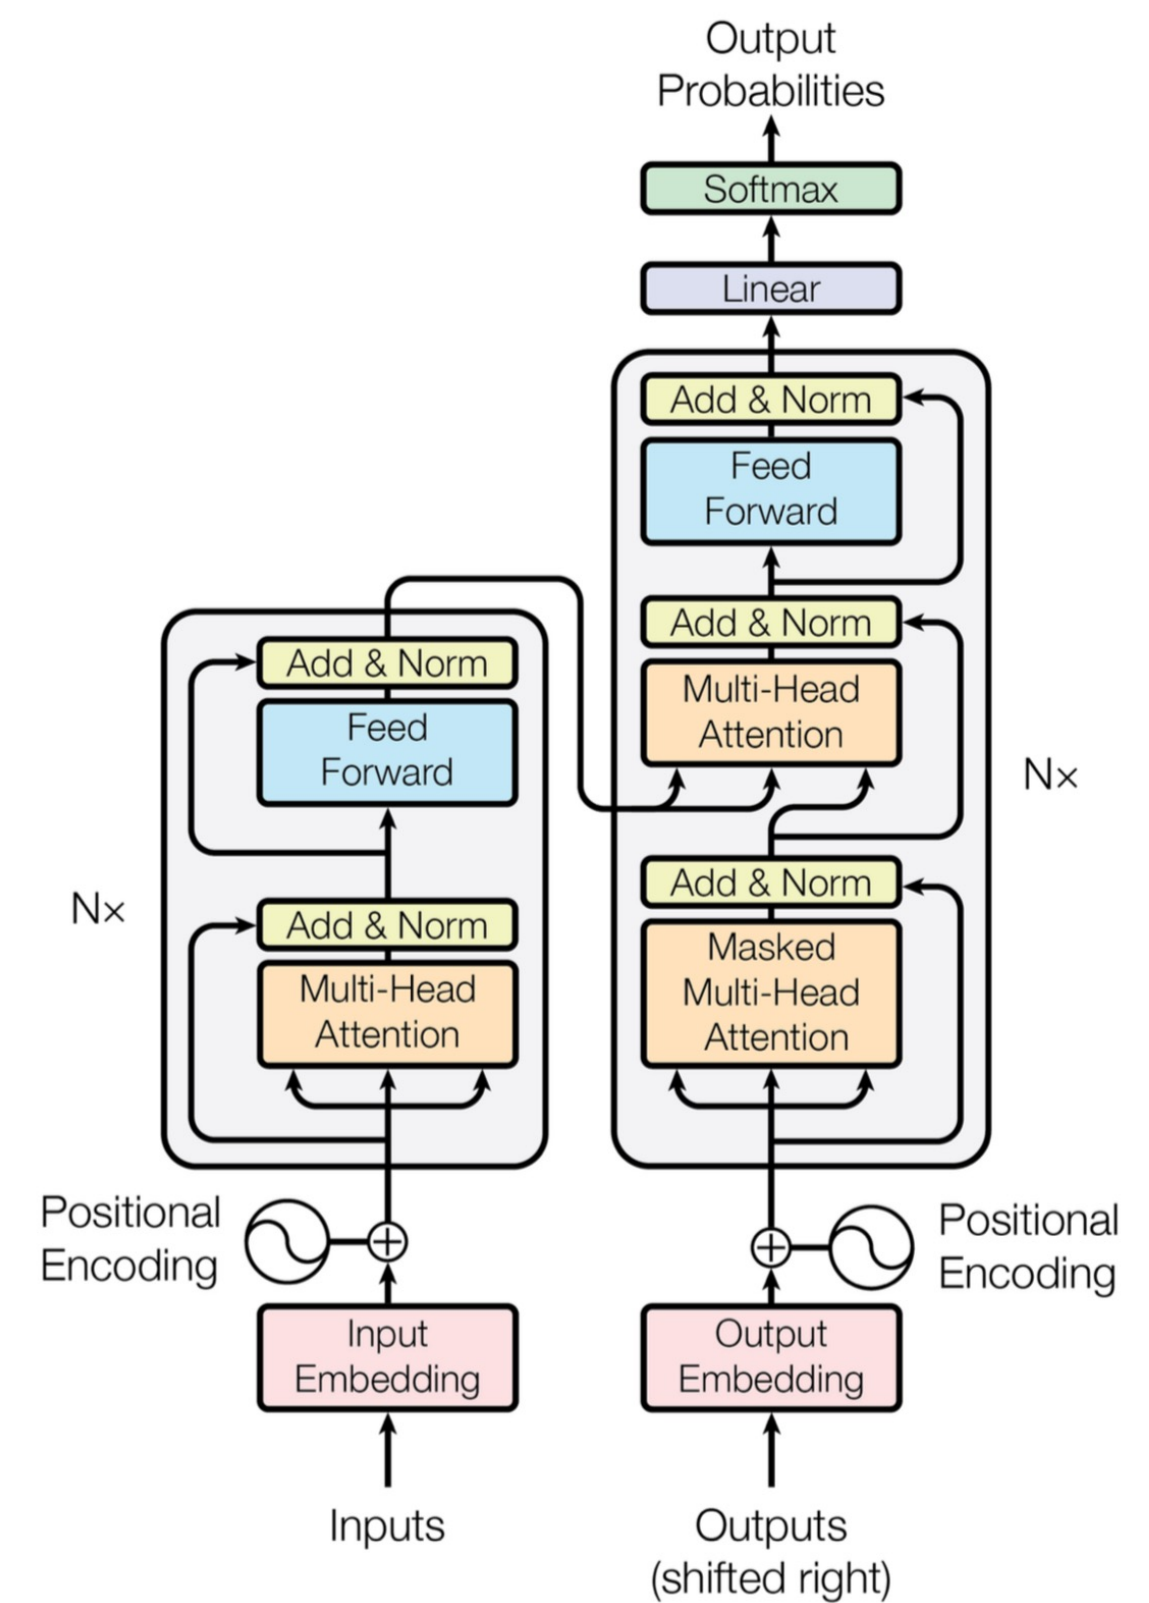 Output
Probabilities
Softmax
Linear
Add & Norm
Feed
Forward
Add & Norm
Multi-Head
Attention
Add & Norm
Masked
Multi-Head
Attention
N×
Positional
Encoding
Output
Embedding
Outputs
(shifted right)
Add & Norm
Feed
Forward
Add & Norm
Multi-Head
Attention
N×
Positional
Encoding
Input
Embedding
Inputs